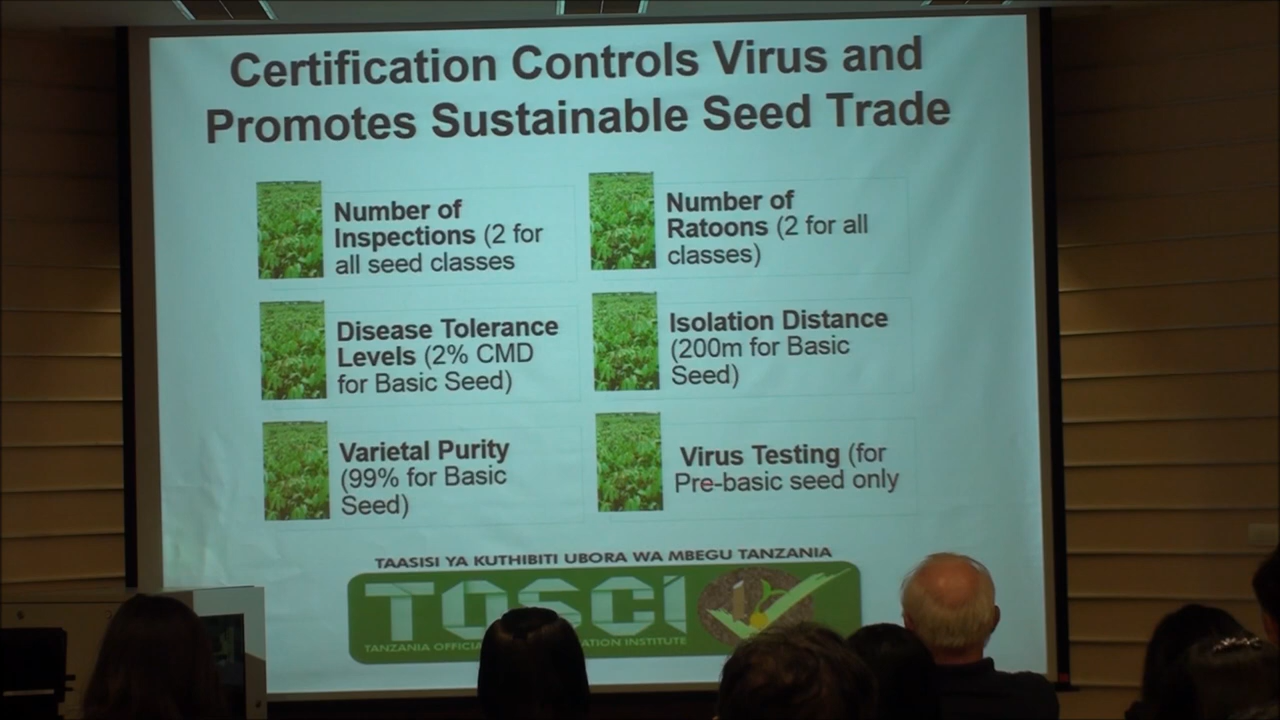 Certification Controls Virus and
Promotes Sustainable Seed Trade
Number of
Inspections (2 for
all seed classes
Number of
Ratoons (2 for all
classes)
Disease Tolerance
Levels (2% CMD
for Basic Seed)
Isolation Distance
(200m for Basic
Seed)
Varietal Purity
(99% for Basic
Seed)
Virus Testing (for
Pre-basic seed only
TAASISI YA KUTHIBITI UBORA WA MBEGU TANZANIA
TOSCI
TANZANIA INSTITUTE